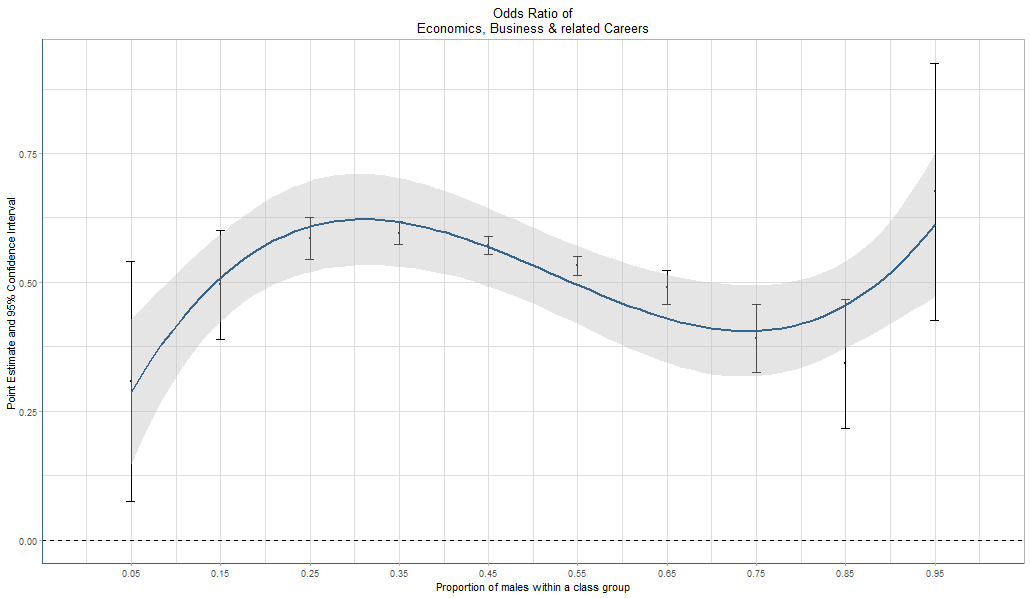 Odds Ratio of
Economics, Business & related Careers
Point Estimate and 95% Confidence Interval
0.75
0.50
0.25
0.00
0.05 0.15 0.25 0.35 0.45 0.55 0.65 0.75 0.85 0.95
Proportion of males within a class group